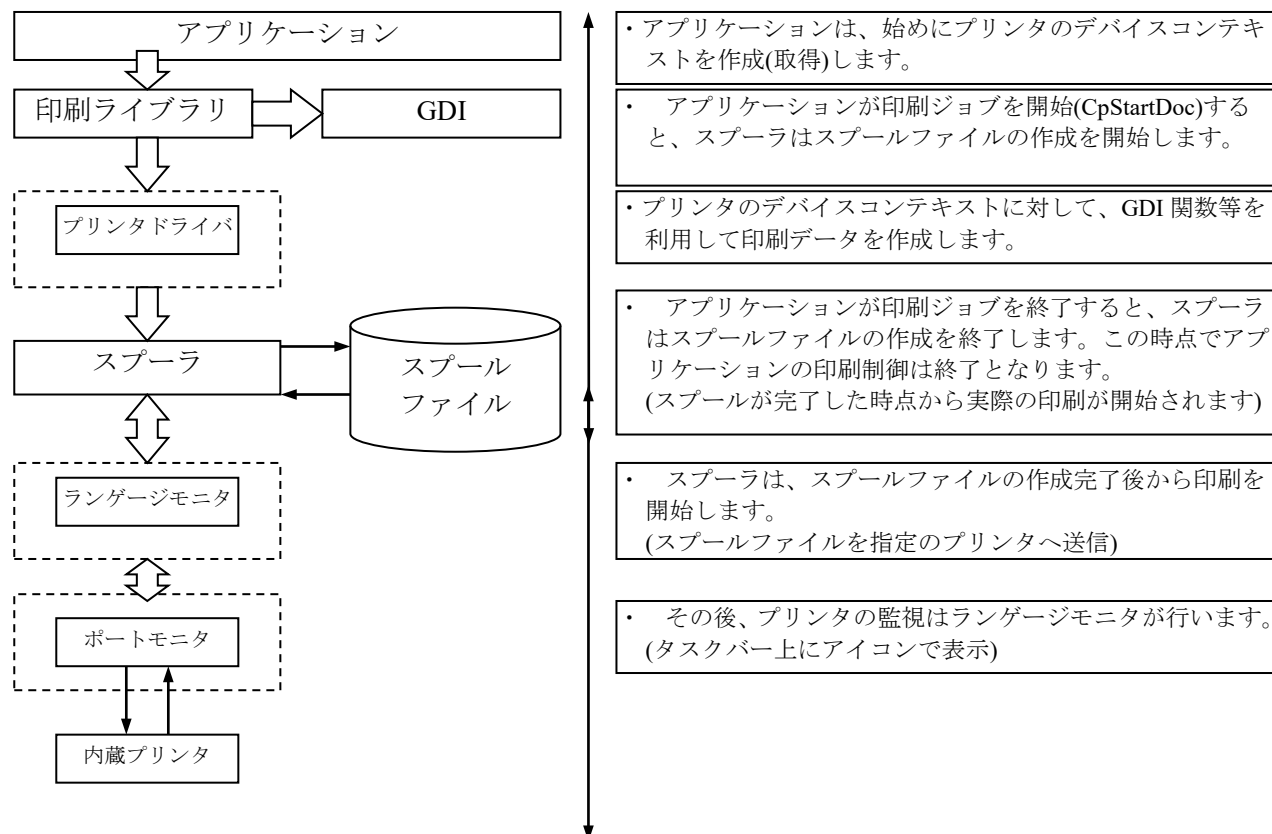 アプリケーション
印刷ライブラリ
GDI
プリンタドライバ
スプーラ
スプール
ファイル
ランゲージモニタ
ポートモニタ
内蔵プリンタ
・アプリケーションは、始めにプリンタのデバイスコンテキ
ストを作成(取得)します。
・ アプリケーションが印刷ジョブを開始(CpStartDoc)する
と、スプーラはスプールファイルの作成を開始します。
・プリンタのデバイスコンテキストに対して、GDI 関数等を
利用して印刷データを作成します。
・ アプリケーションが印刷ジョブを終了すると、スプーラ
はスプールファイルの作成を終了します。この時点でアプ
リケーションの印刷制御は終了となります。
(スプールが完了した時点から実際の印刷が開始されます)
・ スプーラは、スプールファイルの作成完了後から印刷を
開始します。
(スプールファイルを指定のプリンタへ送信)
・ その後、プリンタの監視はランゲージモニタが行います。
(タスクバー上にアイコンで表示)